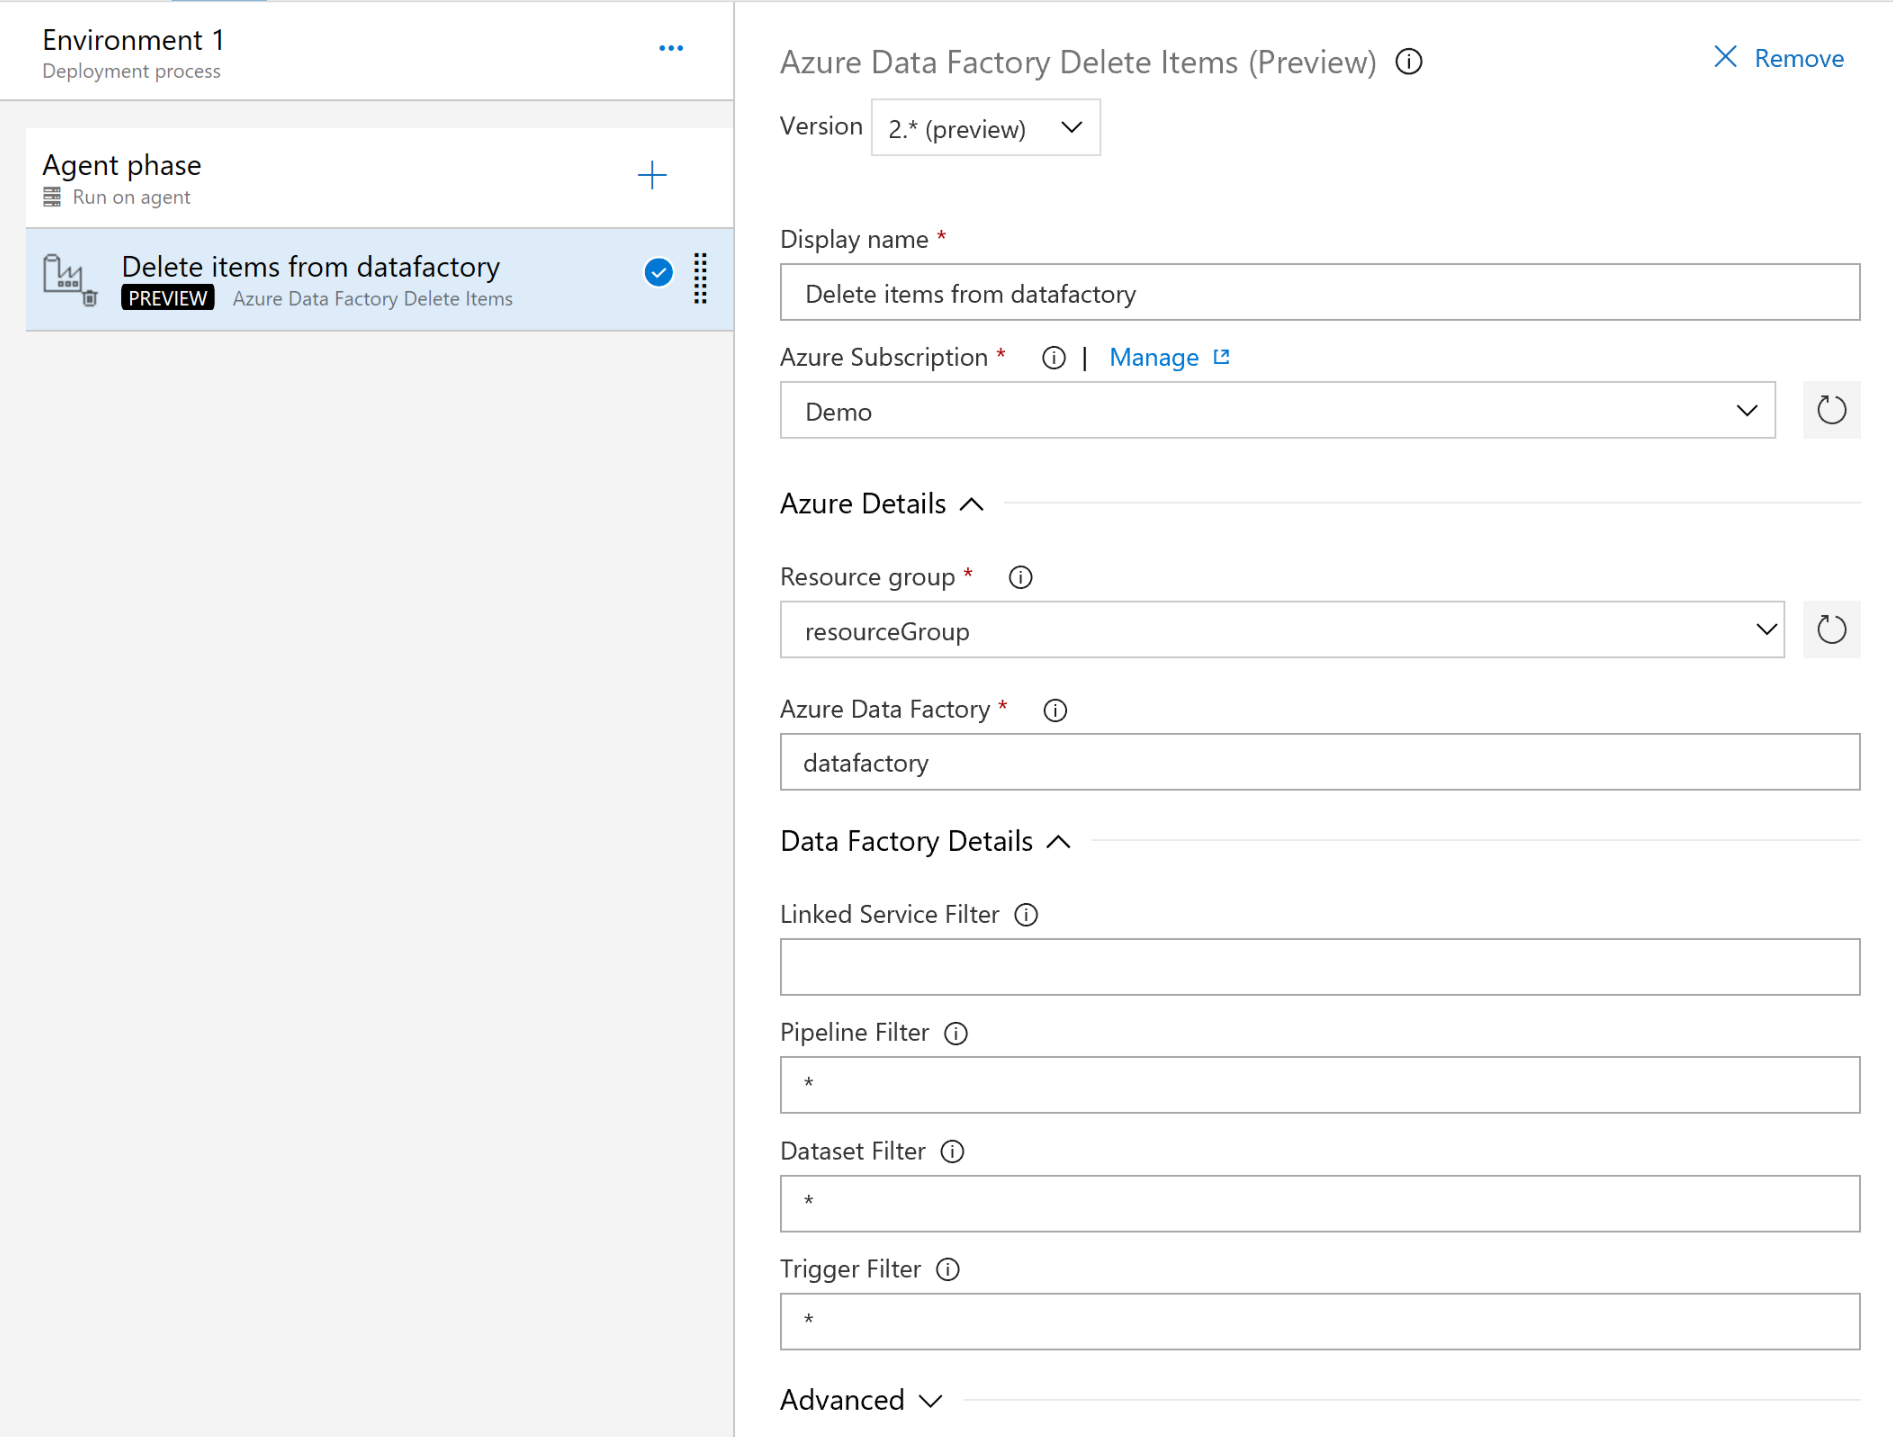 Environment 1
Deployment process
Agent phase
Run on agent
Delete items from datafactory
PREVIEW Azure Data Factory Delete Items
Azure Data Factory Delete Items (Preview)
Remove
Version 2.* (preview)
Display name *
Delete items from datafactory
Azure Subscription * | Manage
Demo
Azure Details
Resource group *
resourceGroup
Azure Data Factory *
datafactory
Data Factory Details
Linked Service Filter
Pipeline Filter
*
Dataset Filter
*
Trigger Filter
*
Advanced